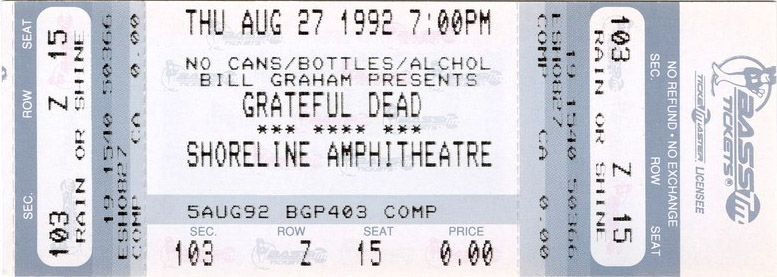 SEAT 15
ROW Z
SEC. 103
RAIN OR SHINE
19 1540 50366
ESH0827 CA
COMP 0.00
THU AUG 27 1992 7:00PM
NO CANS/BOTTLES/ALCHOL
BILL GRAHAM PRESENTS
GRATEFUL DEAD
*** **** ***
SHORELINE AMPHITHEATRE
5AUG92 BGP403 COMP
SEC. ROW SEAT PRICE
103 Z 15 0.00
COMP 0.00
ESH0827 CA
19 1540 50366
RAIN OR SHINE
103 Z 15
SEC. ROW SEAT
NO REFUND • NO EXCHANGE
BASS
TICKETS®
TICKETMASTER LICENSEE